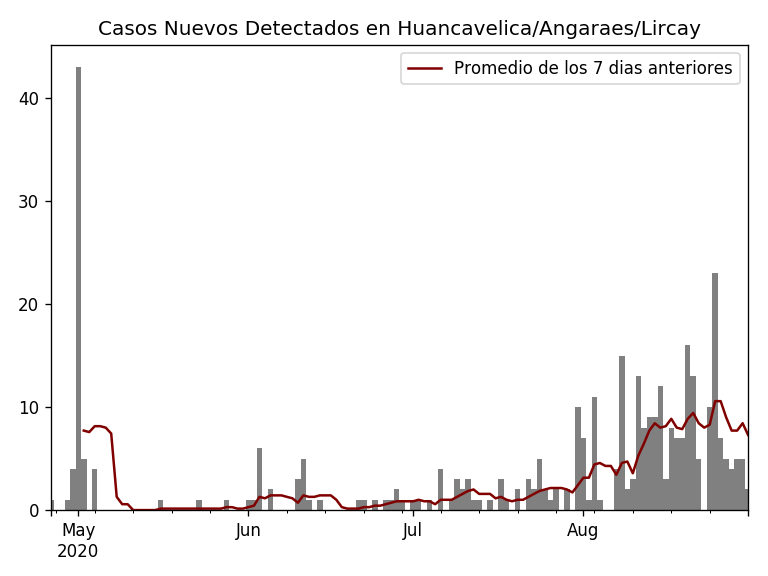 Casos Nuevos Detectados en Huancavelica/Angaraes/Lircay
Promedio de los 7 dias anteriores
40
30
20
10
0
May Jun Jul Aug
2020